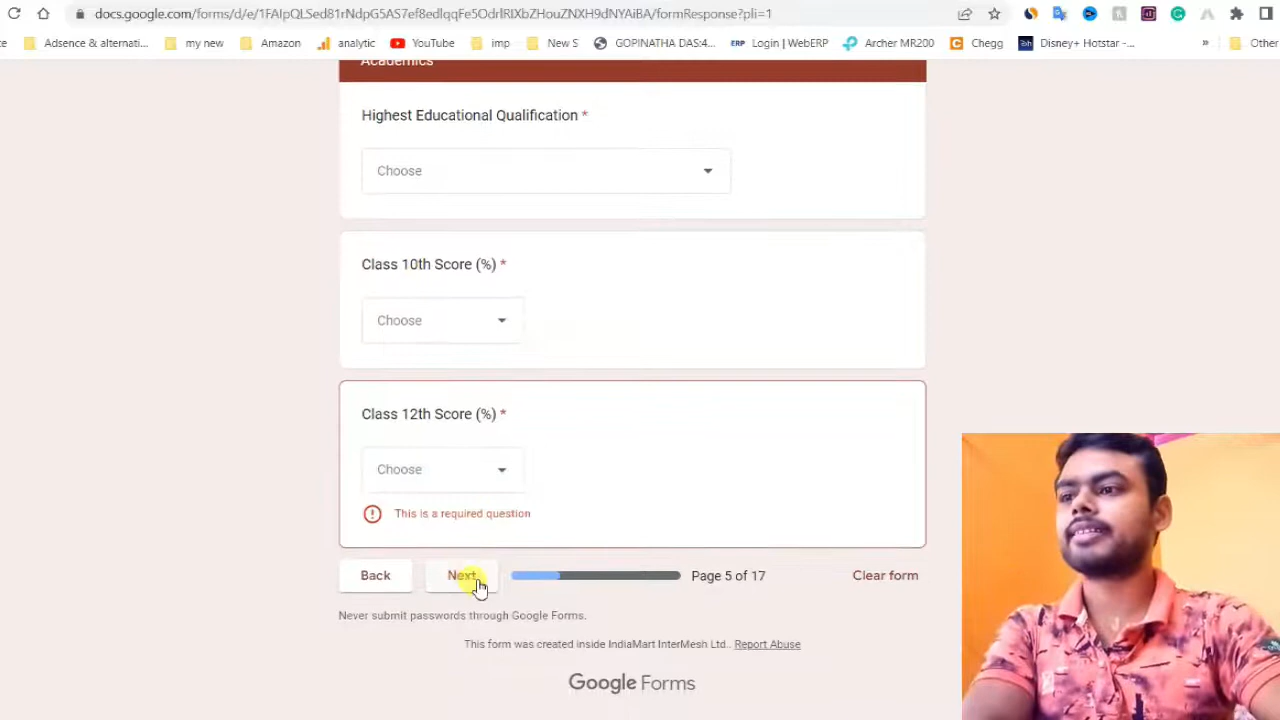 docs.google.com/forms/d/e/1FAIpQLSed81rNdpG5AS7ef8edlqqFe5OdrlRIXbZHouZNXH9dNYAiBA/formResponse?pli=1
Adsence & alternati... my new Amazon analytic YouTube imp New S GOPINATHA DAS:4... ERP Login | WebERP Archer MR200 C Chegg Disney+ Hotstar -... » Other
Academics
Highest Educational Qualification *
Choose
Class 10th Score (%) *
Choose
Class 12th Score (%) *
Choose
This is a required question
Back Next Page 5 of 17 Clear form
Never submit passwords through Google Forms.
This form was created inside IndiaMart InterMesh Ltd.. Report Abuse
Google Forms